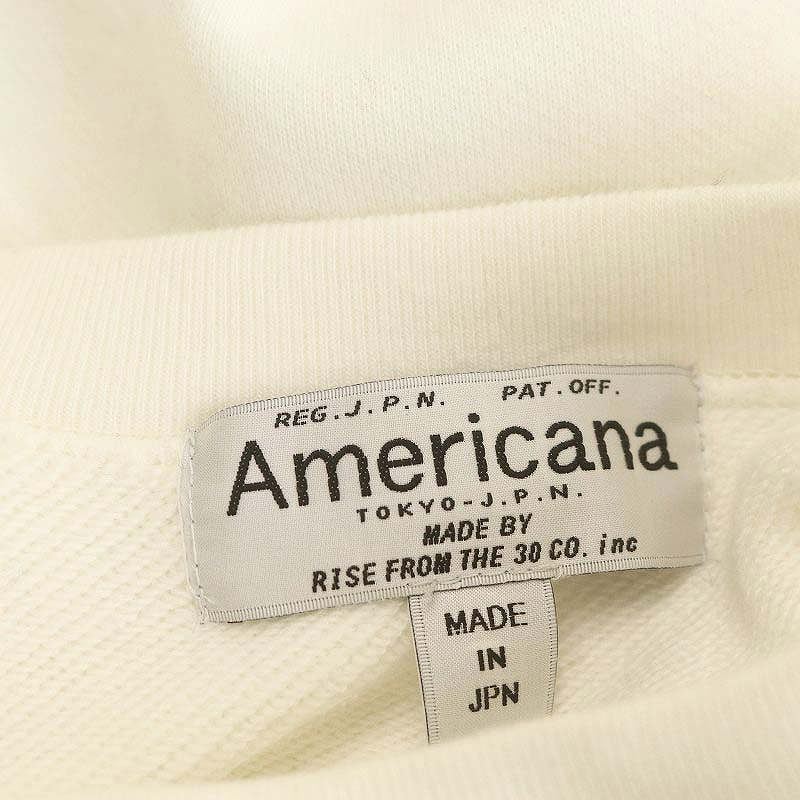 REG.J.P.N. PAT.OFF.
Americana
TOKYO-J.P.N.
MADE BY
RISE FROM THE 30 CO. inc
MADE
IN
JPN